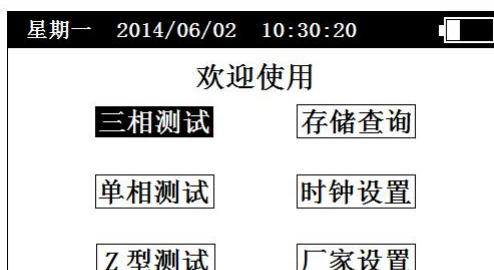 星期一 2014/06/02 10:30:20
欢迎使用
三相测试 存储查询
单相测试 时钟设置
Z 型测试 厂家设置